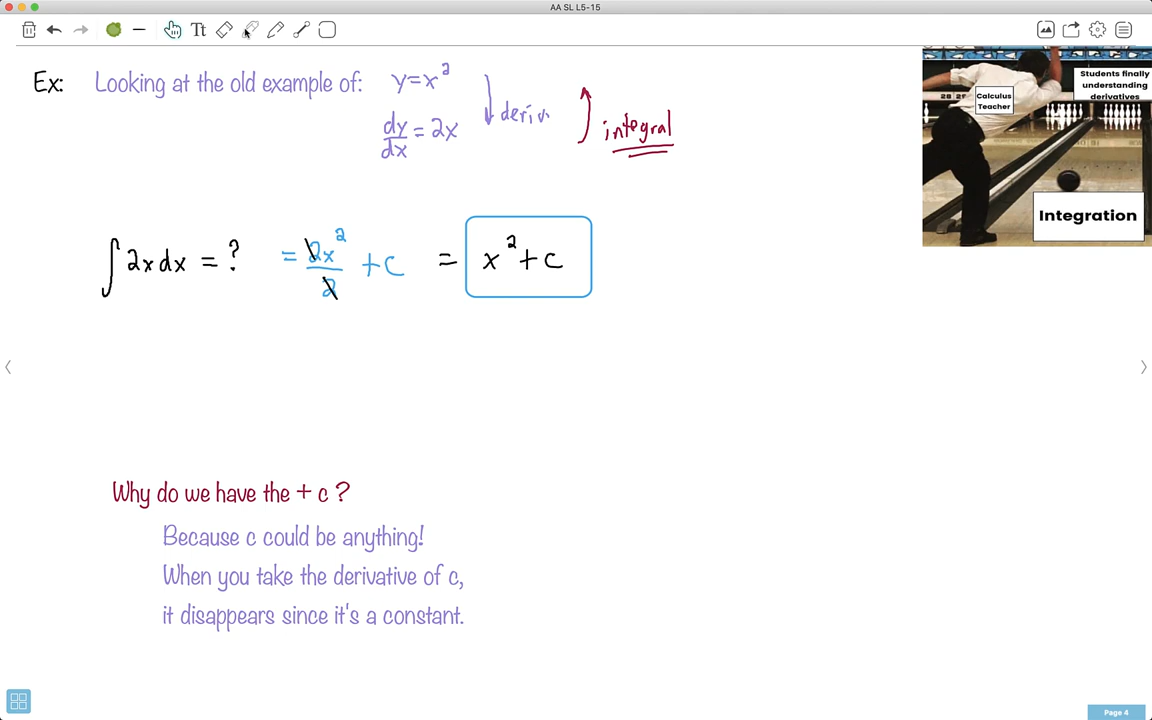 AA SL L5-15
Tt
Ex: Looking at the old example of: y=x²
dy/dx = 2x
deriv.
integral
Calculus
Teacher
Students finally
understanding
derivatives
Integration
∫2xdx = ? = 2x²/2 + c = x² + c
Why do we have the + c ?
Because c could be anything!
When you take the derivative of c,
it disappears since it's a constant.
Page 4